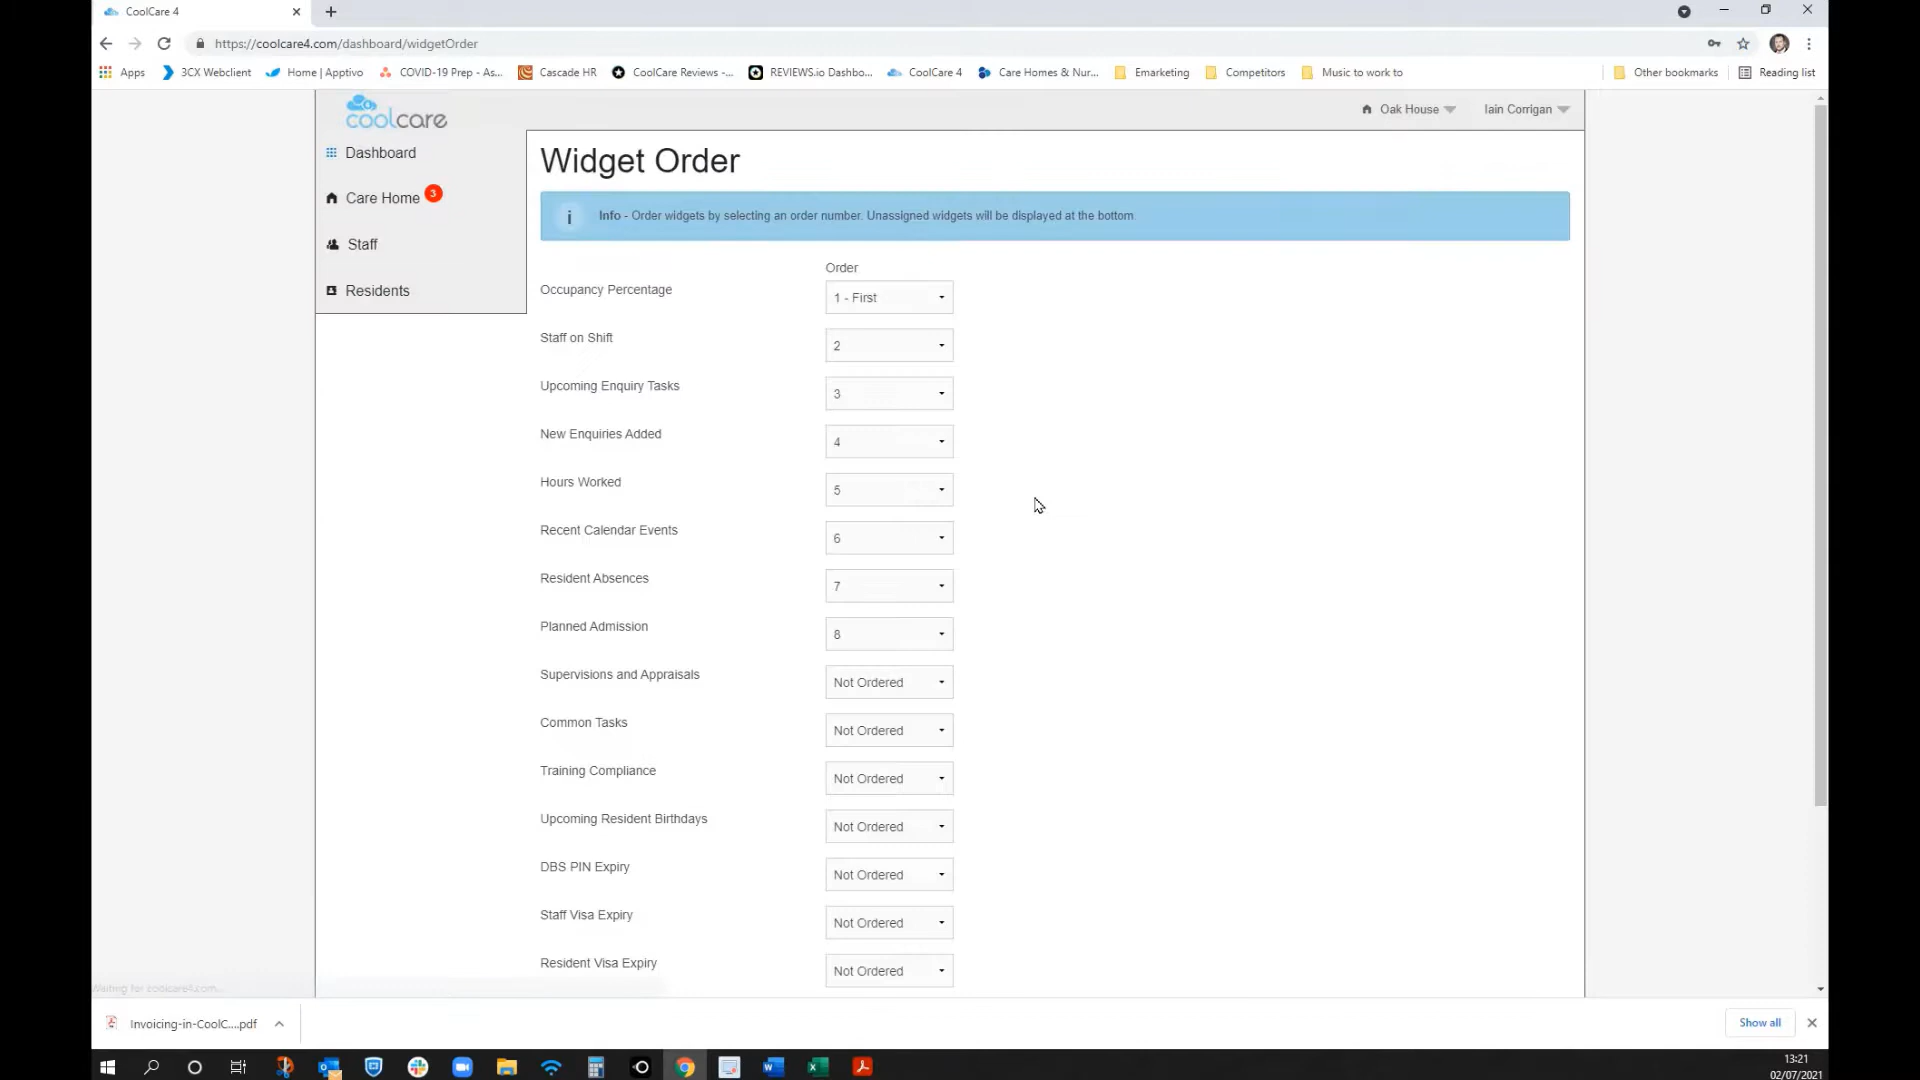 CoolCare 4
https://coolcare4.com/dashboard/widgetOrder
Apps
3CX Webclient
Home | Apptivo
COVID-19 Prep - As...
Cascade HR
CoolCare Reviews -...
REVIEWS.io Dashbo...
CoolCare 4
Care Homes & Nur...
Emarketing
Competitors
Music to work to
Other bookmarks
Reading list
coolcare
Oak House
Iain Corrigan
Dashboard
Care Home 3
Staff
Residents
Widget Order
Info - Order widgets by selecting an order number. Unassigned widgets will be displayed at the bottom.
Order
Occupancy Percentage 1 - First
Staff on Shift 2
Upcoming Enquiry Tasks 3
New Enquiries Added 4
Hours Worked 5
Recent Calendar Events 6
Resident Absences 7
Planned Admission 8
Supervisions and Appraisals Not Ordered
Common Tasks Not Ordered
Training Compliance Not Ordered
Upcoming Resident Birthdays Not Ordered
DBS PIN Expiry Not Ordered
Staff Visa Expiry Not Ordered
Resident Visa Expiry Not Ordered
Waiting for coolcare4.com...
Invoicing-in-CoolC....pdf
Show all
13:21
02/07/2021